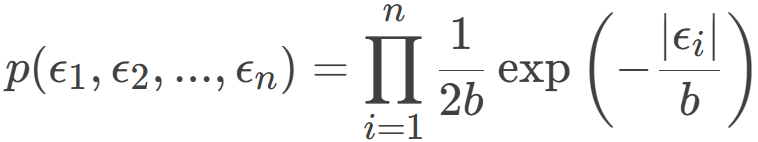 p(ϵ₁, ϵ₂, ..., ϵₙ) = ∏ᵢ₌₁ⁿ 1/(2b) exp(−|ϵᵢ|/b)